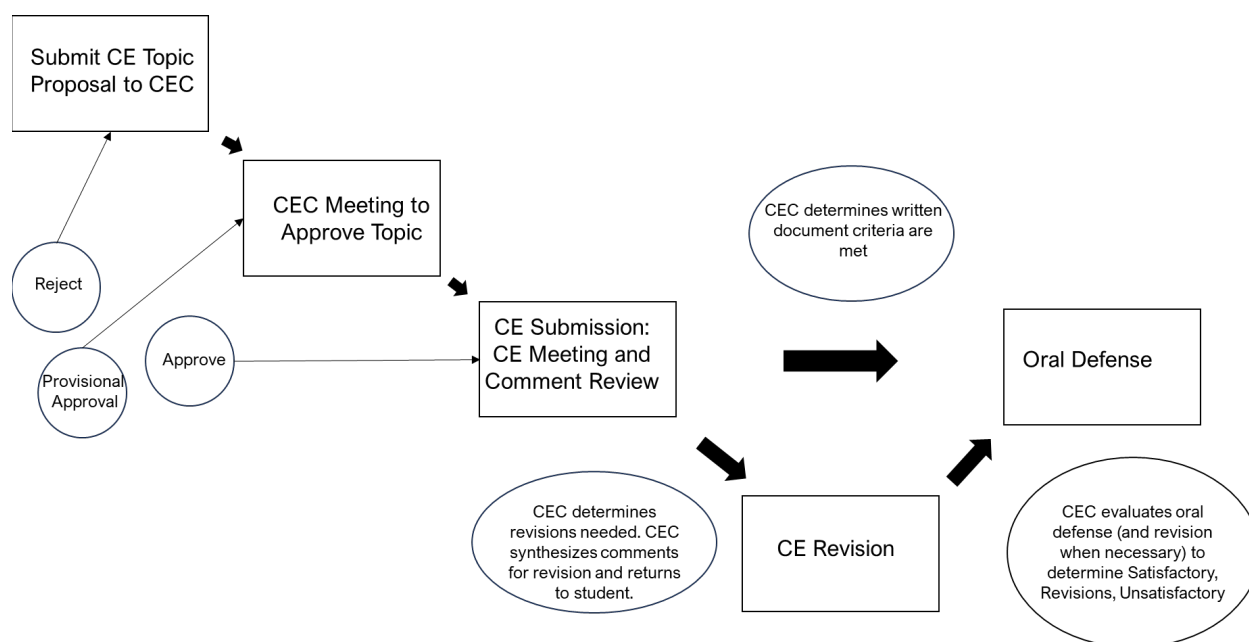 Submit CE Topic
Proposal to CEC
CEC Meeting to
Approve Topic
Reject
Provisional
Approval
Approve
CE Submission:
CE Meeting and
Comment Review
CEC determines written
document criteria are
met
Oral Defense
CEC determines
revisions needed. CEC
synthesizes comments
for revision and returns
to student.
CE Revision
CEC evaluates oral
defense (and revision
when necessary) to
determine Satisfactory,
Revisions, Unsatisfactory